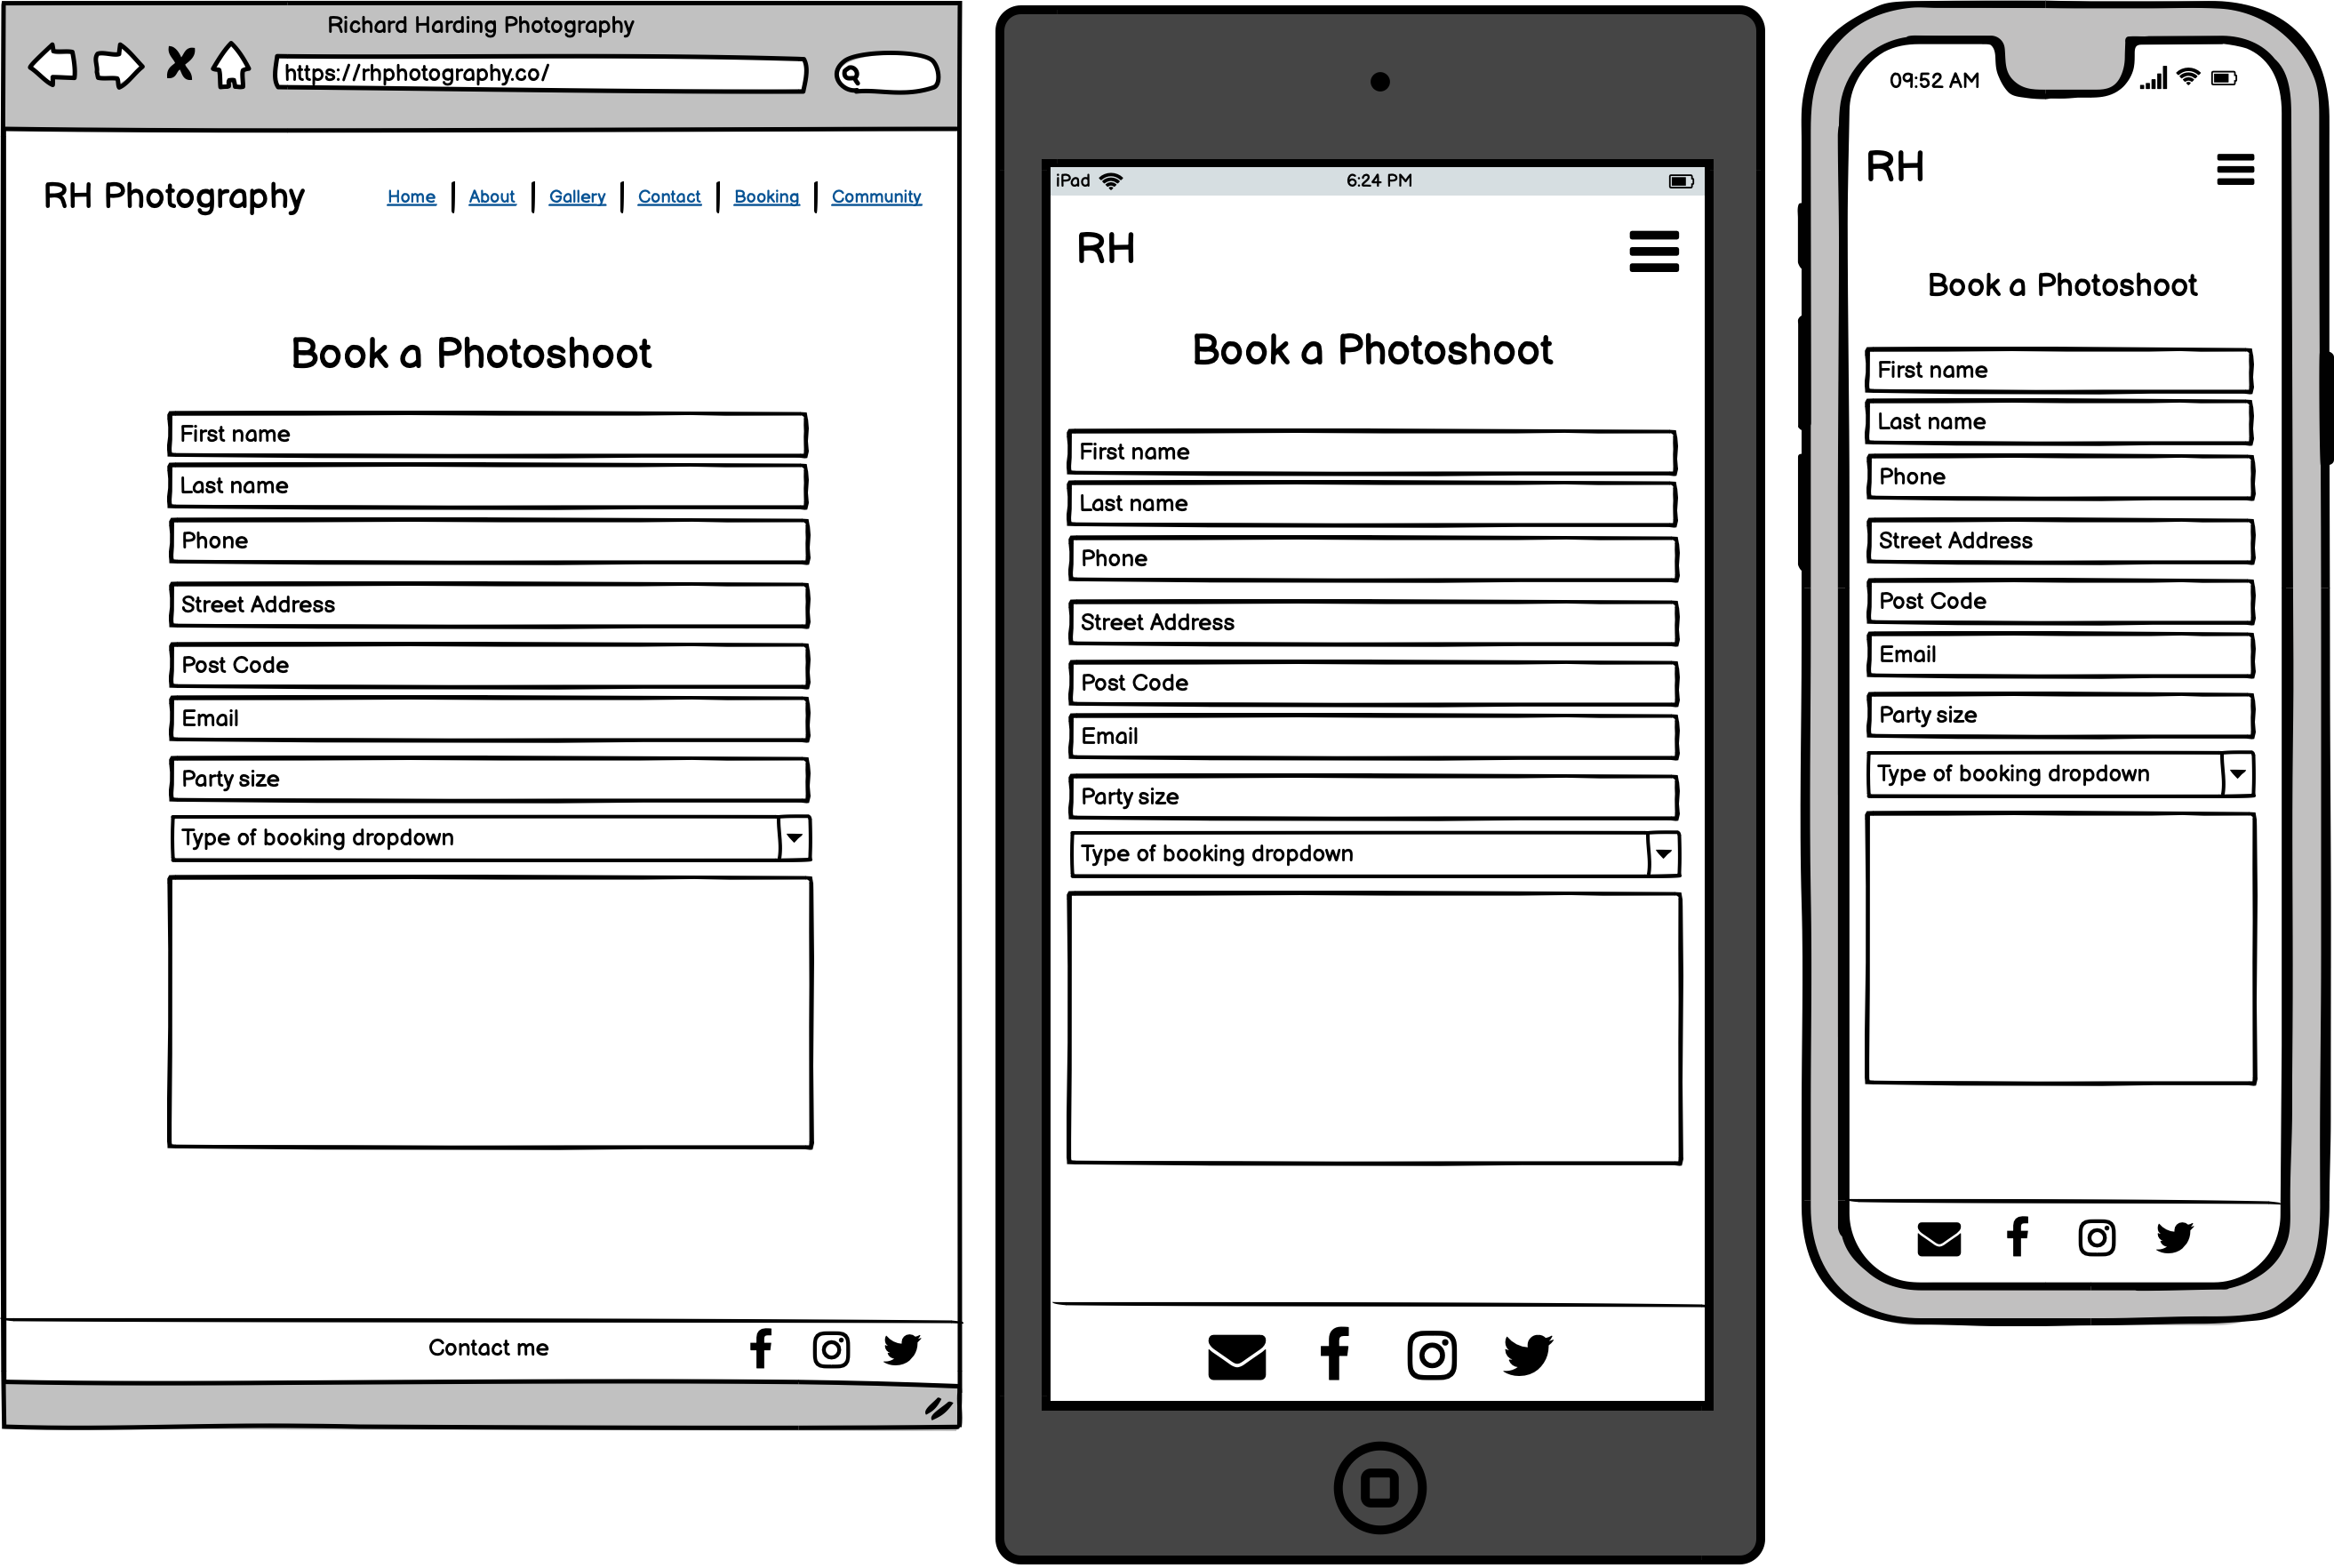 Richard Harding Photography
https://rhphotography.co/
RH Photography
Home | About | Gallery | Contact | Booking | Community
Book a Photoshoot
First name
Last name
Phone
Street Address
Post Code
Email
Party size
Type of booking dropdown
Contact me
iPad 6:24 PM
RH
Book a Photoshoot
First name
Last name
Phone
Street Address
Post Code
Email
Party size
Type of booking dropdown
09:52 AM
RH
Book a Photoshoot
First name
Last name
Phone
Street Address
Post Code
Email
Party size
Type of booking dropdown